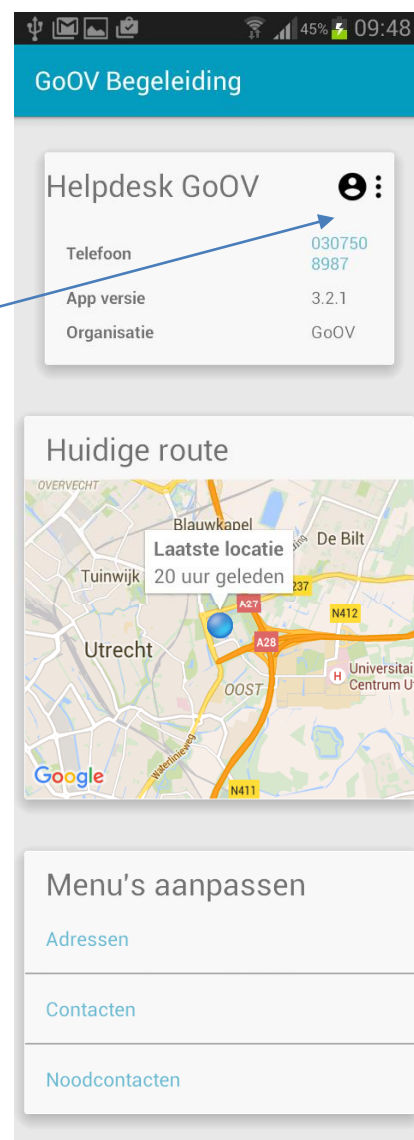 45% 09:48
GoOV Begeleiding
Helpdesk GoOV
Telefoon 030750
8987
App versie 3.2.1
Organisatie GoOV
Huidige route
OVERVECHT
Blauwkapel
De Bilt
Laatste locatie
Tuinwijk 20 uur geleden 237
A27 N412
Utrecht A28
H Universitai
OOST Centrum U
Waterlinieweg
Google
N411
Menu's aanpassen
Adressen
Contacten
Noodcontacten